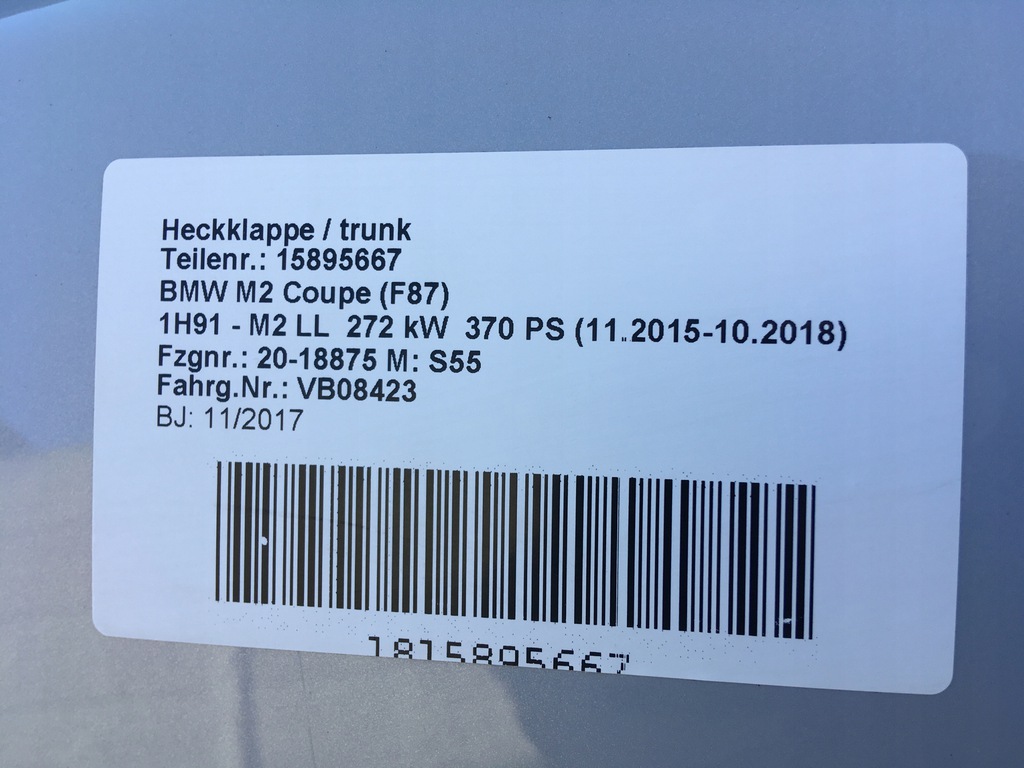 Heckklappe / trunk
Teilenr.: 15895667
BMW M2 Coupe (F87)
1H91 - M2 LL 272 kW 370 PS (11.2015-10.2018)
Fzgnr.: 20-18875 M: S55
Fahrg.Nr.: VB08423
BJ: 11/2017
1815895667